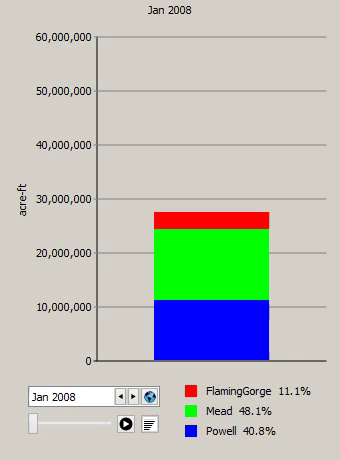 Jan 2008
60,000,000
50,000,000
40,000,000
acre-ft
30,000,000
20,000,000
10,000,000
0
Jan 2008
FlamingGorge 11.1%
Mead 48.1%
Powell 40.8%